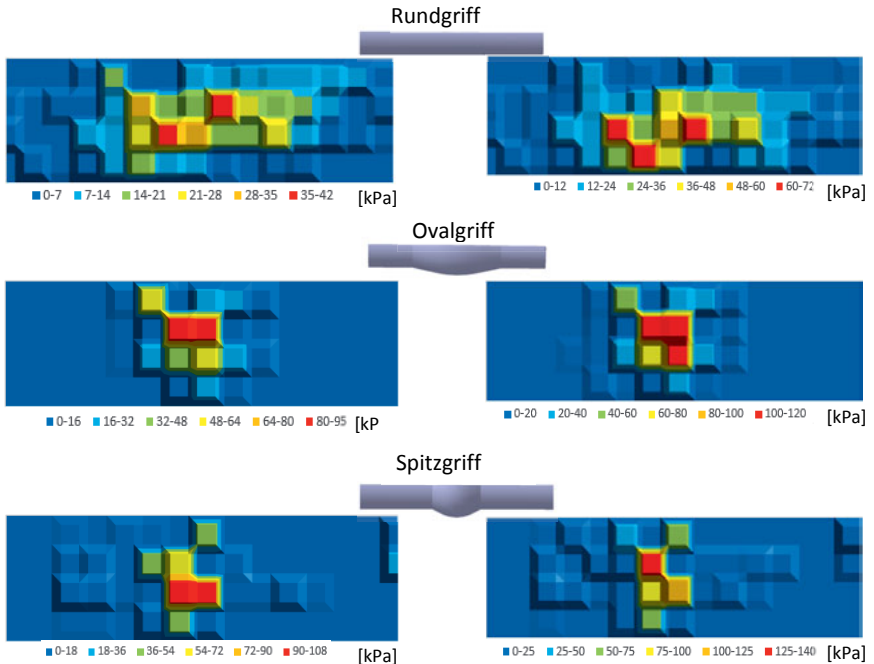 Rundgriff
0-7 7-14 14-21 21-28 28-35 35-42 [kPa]
0-12 12-24 24-36 36-48 48-60 60-72 [kPa]
Ovalgriff
0-16 16-32 32-48 48-64 64-80 80-95 [kP
0-20 20-40 40-60 60-80 80-100 100-120 [kPa]
Spitzgriff
0-18 18-36 36-54 54-72 72-90 90-108 [kPa]
0-25 25-50 50-75 75-100 100-125 125-140 [kPa]